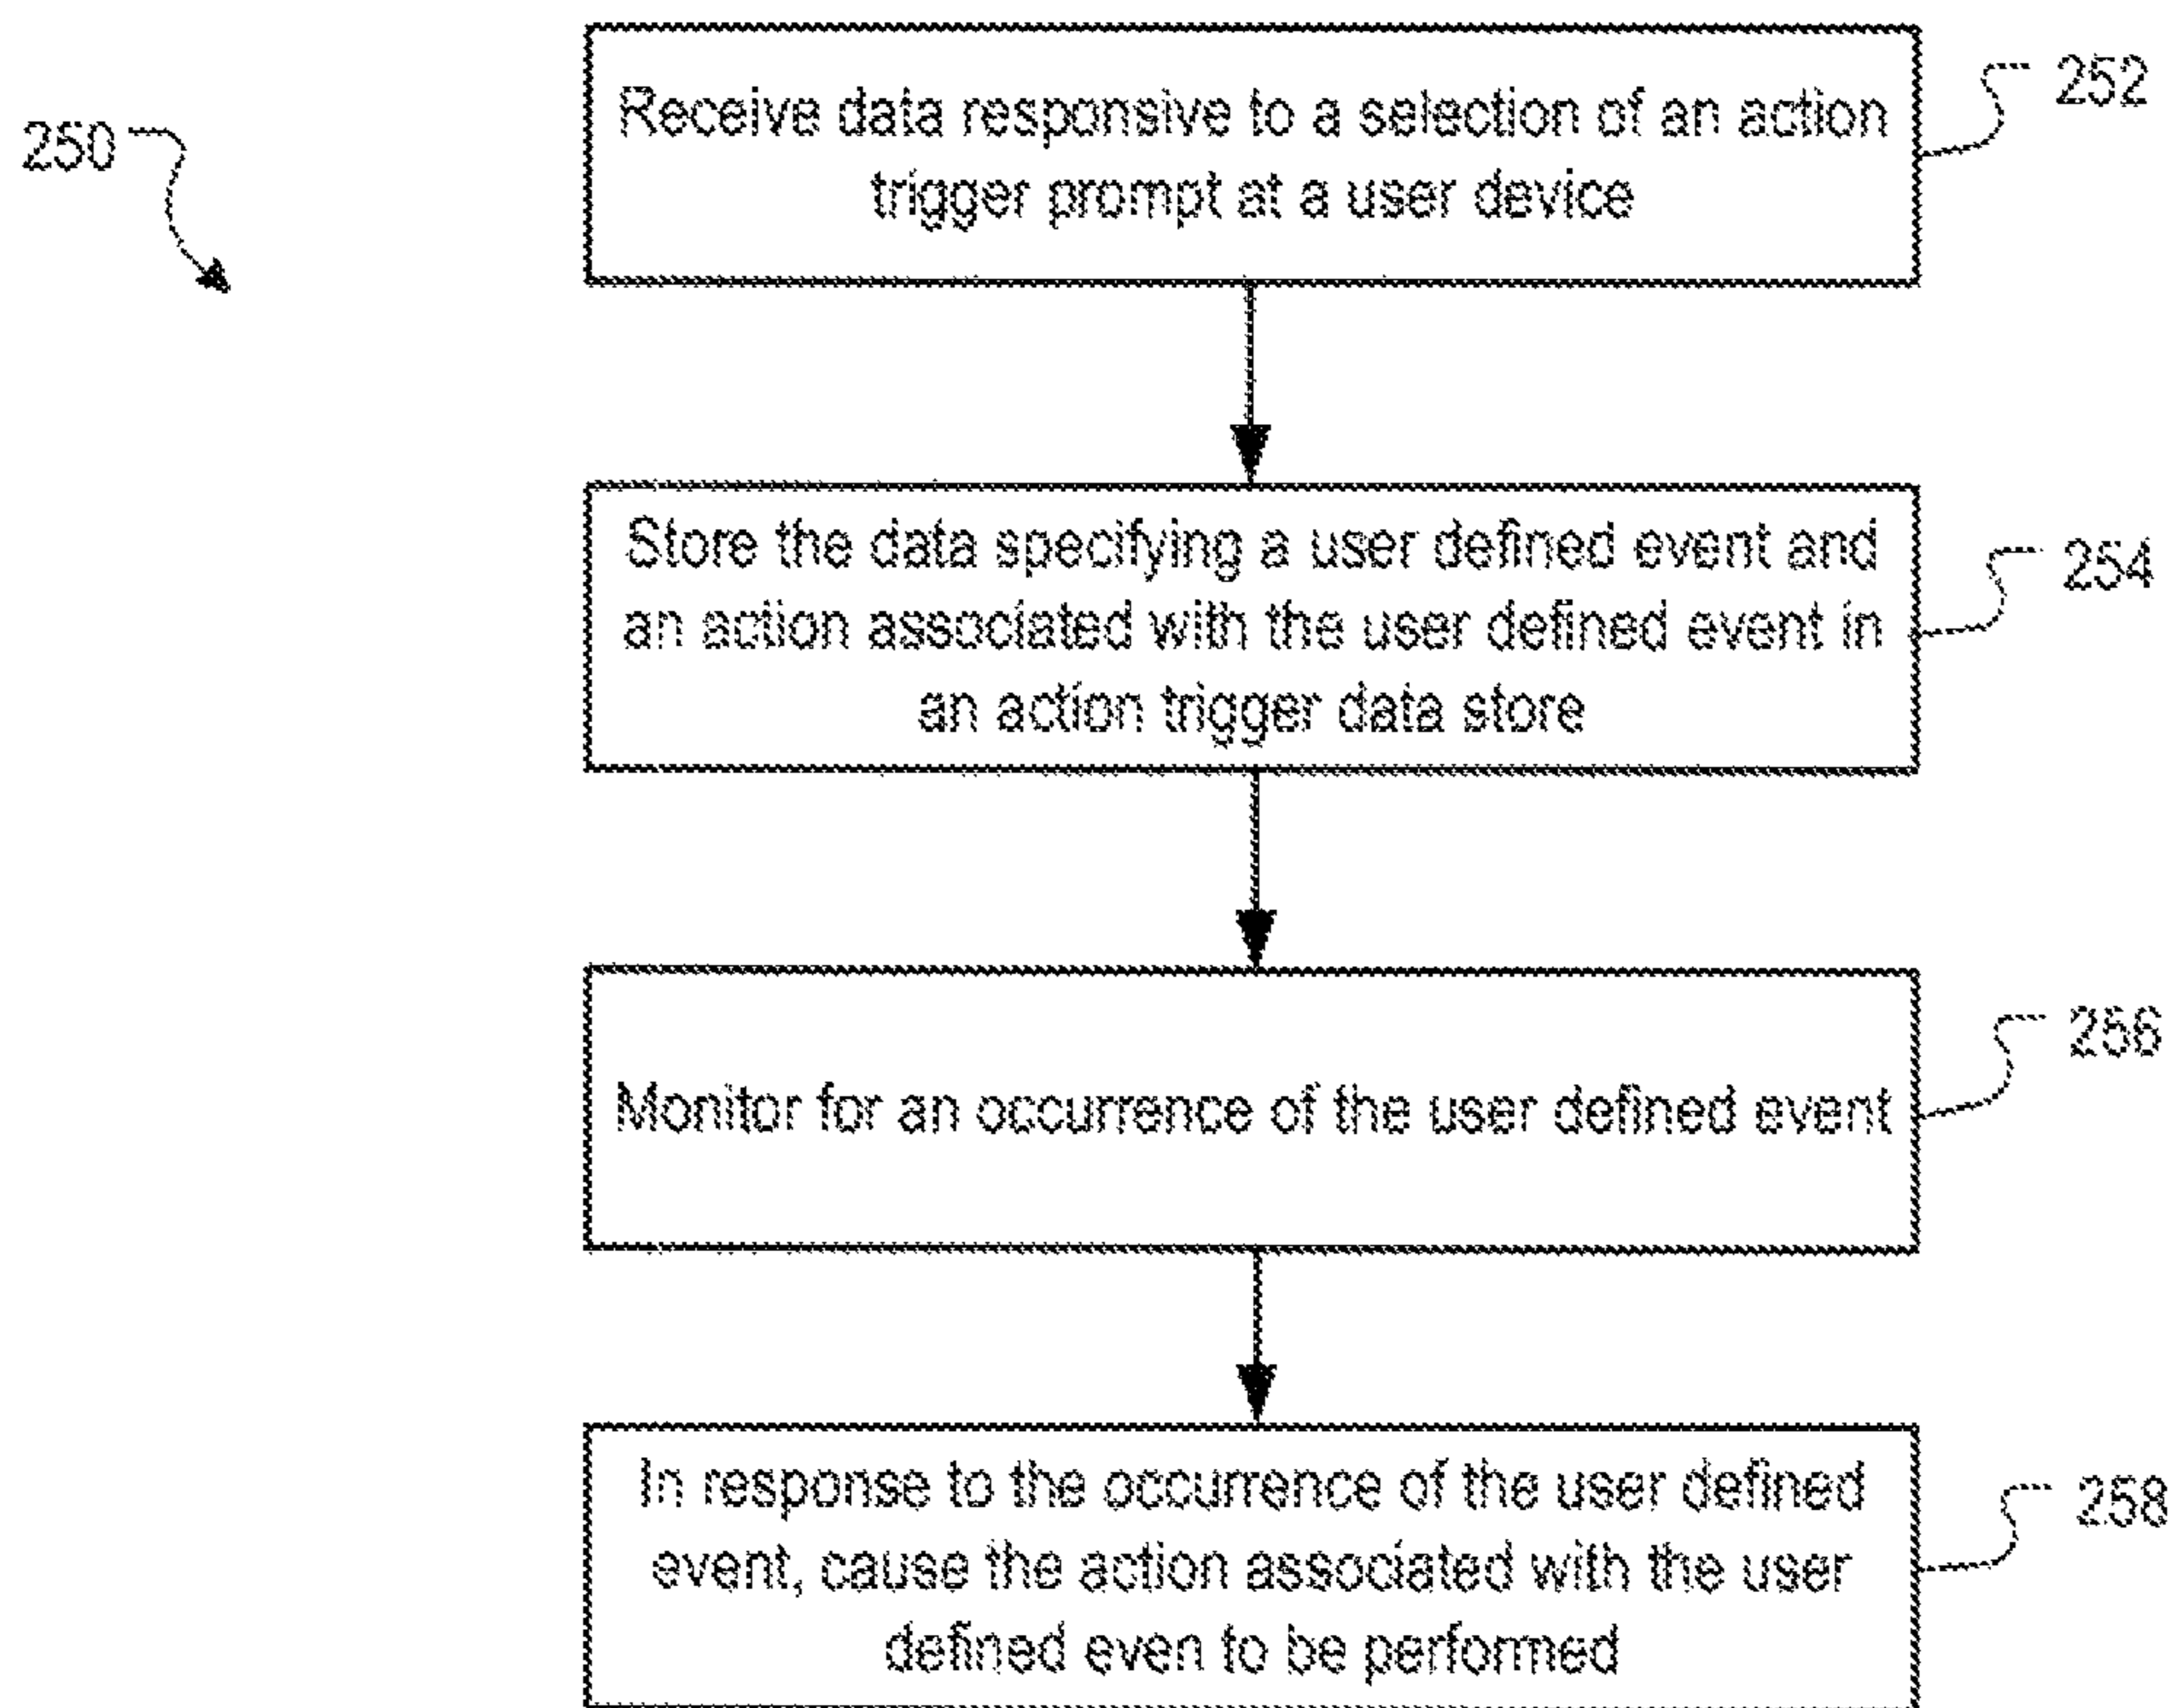 250
Receive data responsive to a selection of an action
trigger prompt at a user device
252
Store the data specifying a user defined event and
an action associated with the user defined event in
an action trigger data store
254
Monitor for an occurrence of the user defined event
256
In response to the occurrence of the user defined
event, cause the action associated with the user
defined even to be performed
258